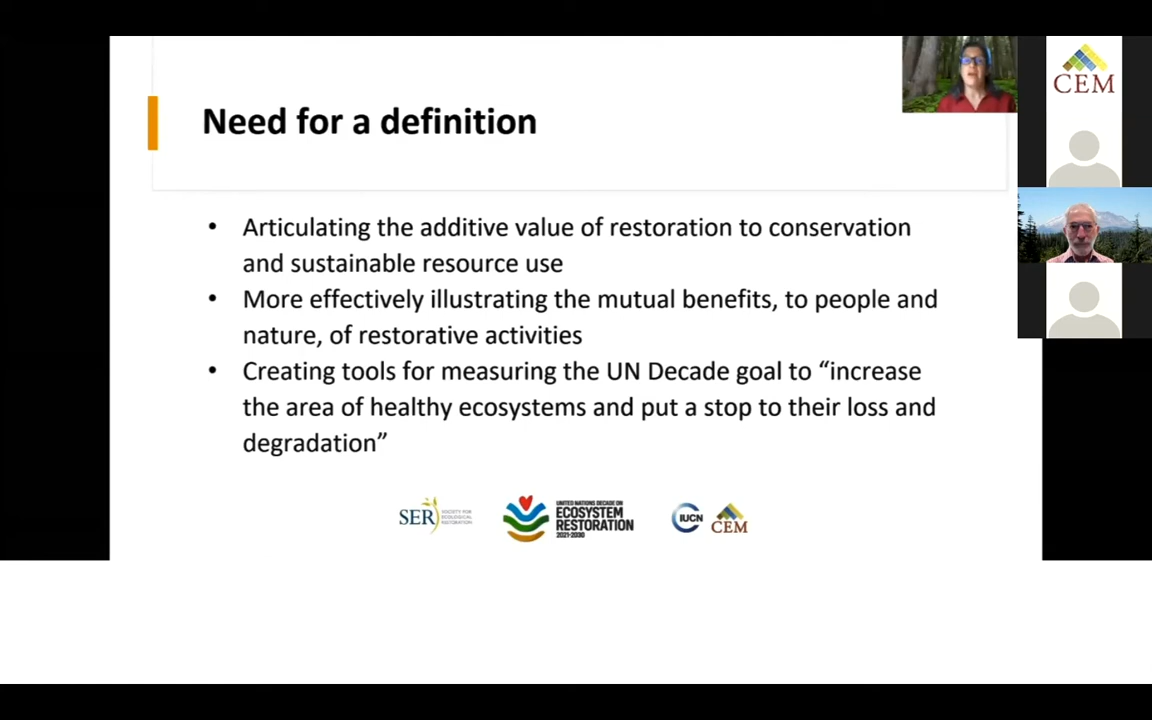 CEM
Need for a definition
• Articulating the additive value of restoration to conservation
and sustainable resource use
• More effectively illustrating the mutual benefits, to people and
nature, of restorative activities
• Creating tools for measuring the UN Decade goal to “increase
the area of healthy ecosystems and put a stop to their loss and
degradation”
SER
SOCIETY FOR
ECOLOGICAL
RESTORATION
UNITED NATIONS DECADE ON
ECOSYSTEM
RESTORATION
2021-2030
IUCN
CEM